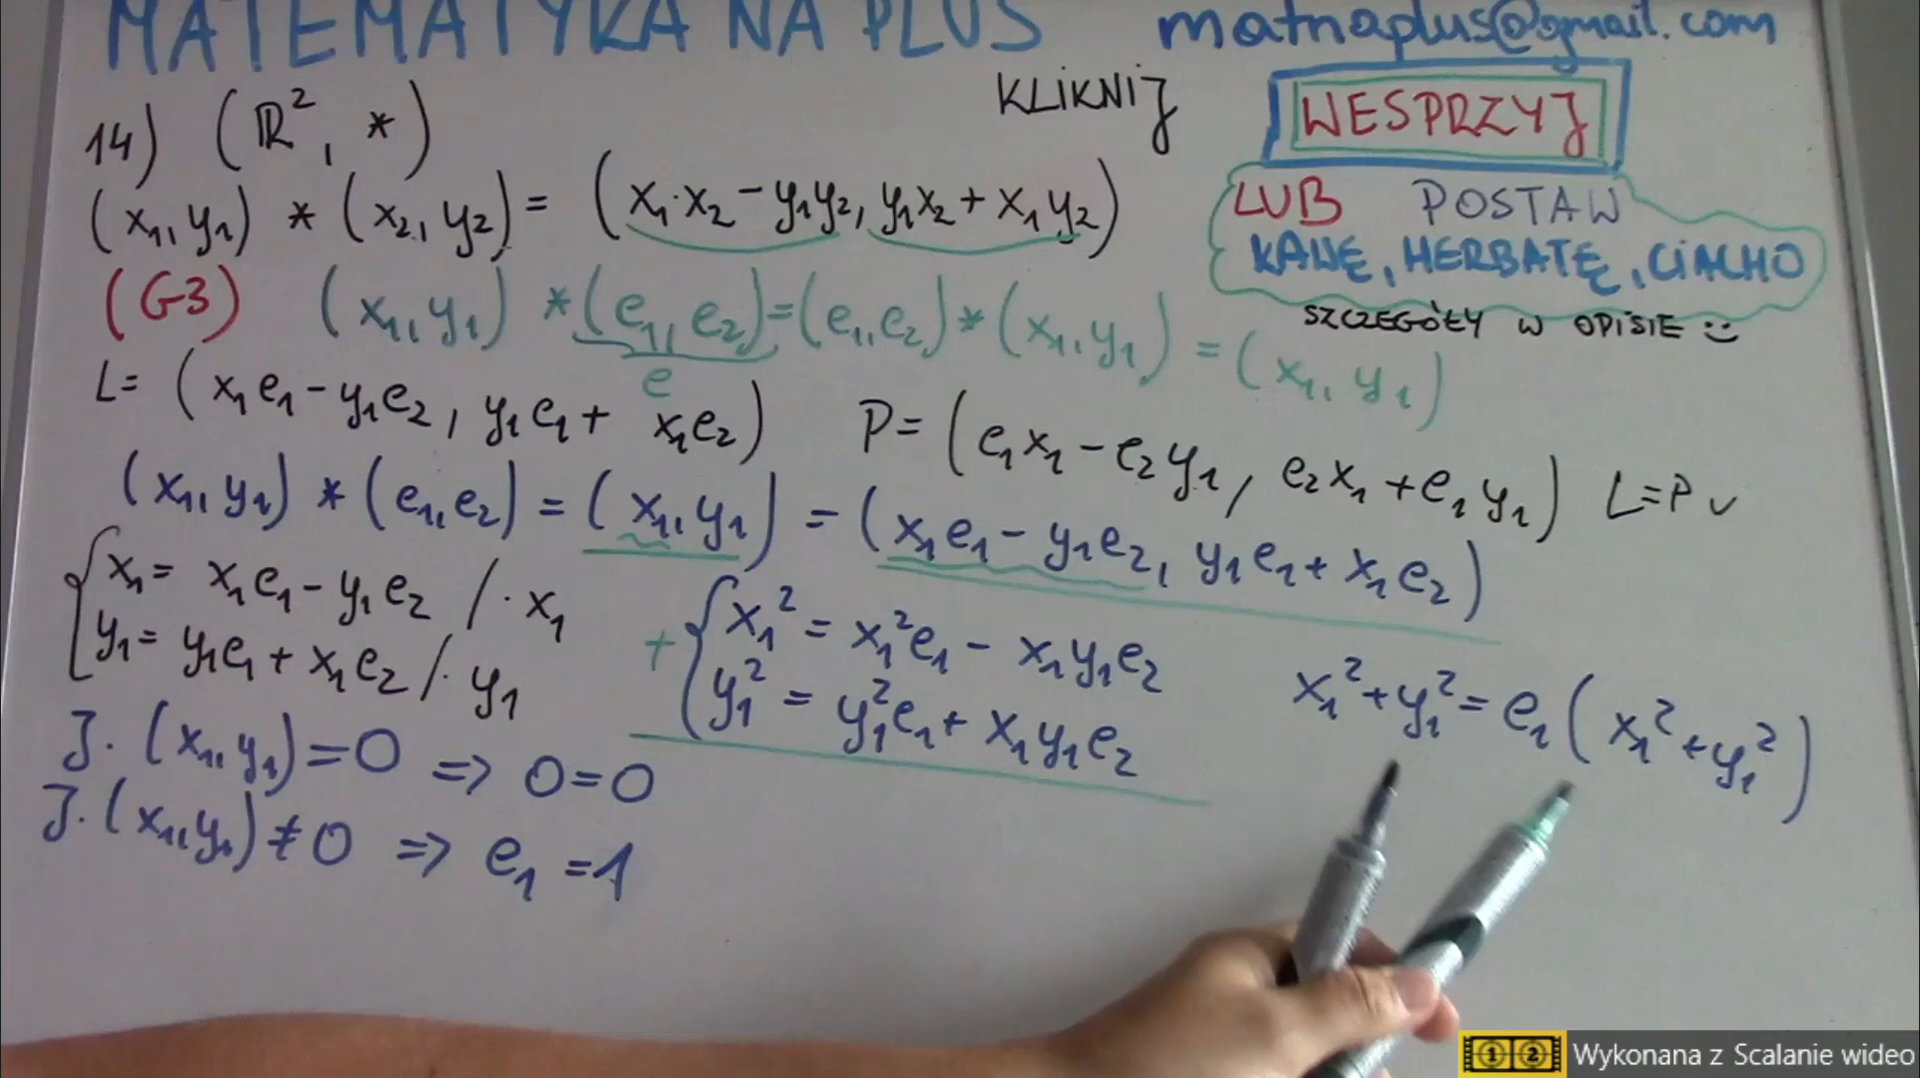 MATEMATYKA NA PLUS
matnaplus@gmail.com
KLIKNIJ
WESPRZYJ
LUB POSTAW
KAWĘ, HERBATĘ, CIACHO
SZCZEGÓŁY W OPISIE :)
14) (ℝ², *)
(x₁, y₁) * (x₂, y₂) = (x₁·x₂ - y₁y₂, y₁x₂ + x₁y₂)
(G3) (x₁, y₁) * (e₁, e₂) = (e₁, e₂) * (x₁, y₁) = (x₁, y₁)
e
L = (x₁e₁ - y₁e₂, y₁e₁ + x₁e₂) P = (e₁x₁ - e₂y₁, e₂x₁ + e₁y₁) L = P ✓
(x₁, y₁) * (e₁, e₂) = (x₁, y₁) = (x₁e₁ - y₁e₂, y₁e₁ + x₁e₂)
x₁ = x₁e₁ - y₁e₂ / · x₁
y₁ = y₁e₁ + x₁e₂ / · y₁
+ x₁² = x₁²e₁ - x₁y₁e₂
y₁² = y₁²e₁ + x₁y₁e₂
x₁² + y₁² = e₁(x₁² + y₁²)
J. (x₁, y₁) = 0 => 0 = 0
J. (x₁, y₁) ≠ 0 => e₁ = 1
1 2 Wykonana z Scalanie wideo